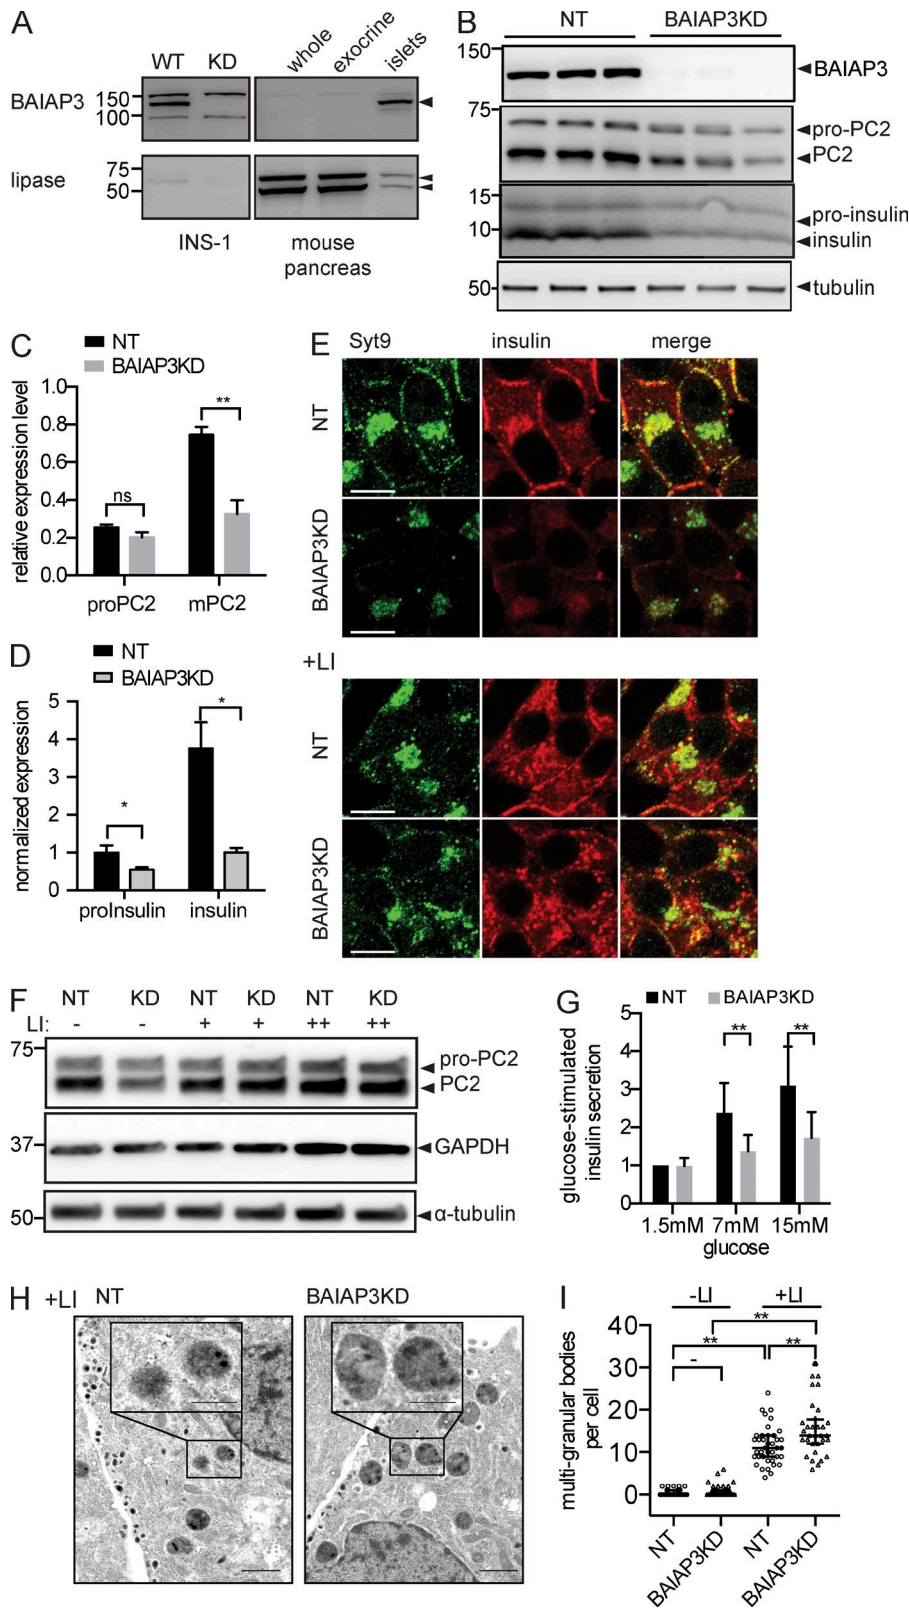 A
WT KD whole exocrine islets
BAIAP3
150
100
lipase
75
50
INS-1 mouse
pancreas
B
NT BAIAP3KD
150
BAIAP3
75
pro-PC2
PC2
15
10
pro-insulin
insulin
50
tubulin
C
NT
BAIAP3KD
relative expression level
1.0
0.8
0.6
0.4
0.2
0.0
ns
**
proPC2 mPC2
D
NT
BAIAP3KD
normalized expression
5
4
3
2
1
0
*
*
proInsulin insulin
E
Syt9 insulin merge
NT
BAIAP3KD
+LI
NT
BAIAP3KD
F
NT KD NT KD NT KD
LI: - - + + ++ ++
75
pro-PC2
PC2
37
GAPDH
50
α-tubulin
G
NT BAIAP3KD
glucose-stimulated
insulin secretion
5
4
3
2
1
0
**
**
1.5mM 7mM 15mM
glucose
H
+LI NT BAIAP3KD
I
-LI +LI
multi-granular bodies
per cell
40
30
20
10
0
**
** **
-
NT
BAIAP3KD
NT
BAIAP3KD